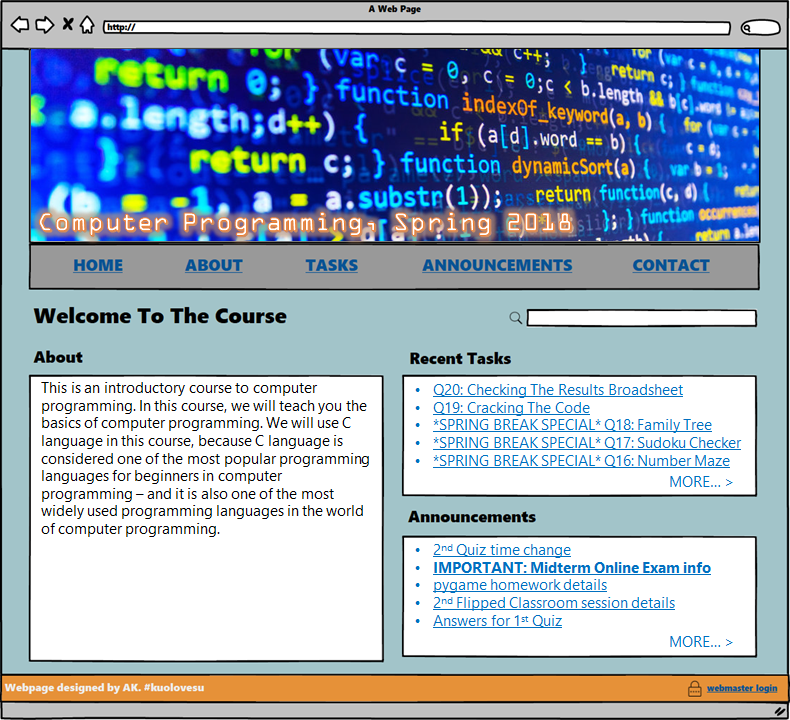 A Web Page
http://
(var c = 0, c = 0;c < b.length && b[c].word
return 0; } function indexOf_keyword(a, b) {
a.length;d++) { if (a[d].word == b) {
return c; } function dynamicSort(a) {
(b = -1, a = a.substr(1)); return function(c, d) {
Computer Programming, Spring 2018
HOME ABOUT TASKS ANNOUNCEMENTS CONTACT
Welcome To The Course
About
This is an introductory course to computer
programming. In this course, we will teach you the
basics of computer programming. We will use C
language in this course, because C language is
considered one of the most popular programming
languages for beginners in computer
programming – and it is also one of the most
widely used programming languages in the world
of computer programming.
Recent Tasks
• Q20: Checking The Results Broadsheet
• Q19: Cracking The Code
• *SPRING BREAK SPECIAL* Q18: Family Tree
• *SPRING BREAK SPECIAL* Q17: Sudoku Checker
• *SPRING BREAK SPECIAL* Q16: Number Maze
MORE... >
Announcements
• 2nd Quiz time change
• IMPORTANT: Midterm Online Exam info
• pygame homework details
• 2nd Flipped Classroom session details
• Answers for 1st Quiz
MORE... >
Webpage designed by AK. #kuolovesu
webmaster login